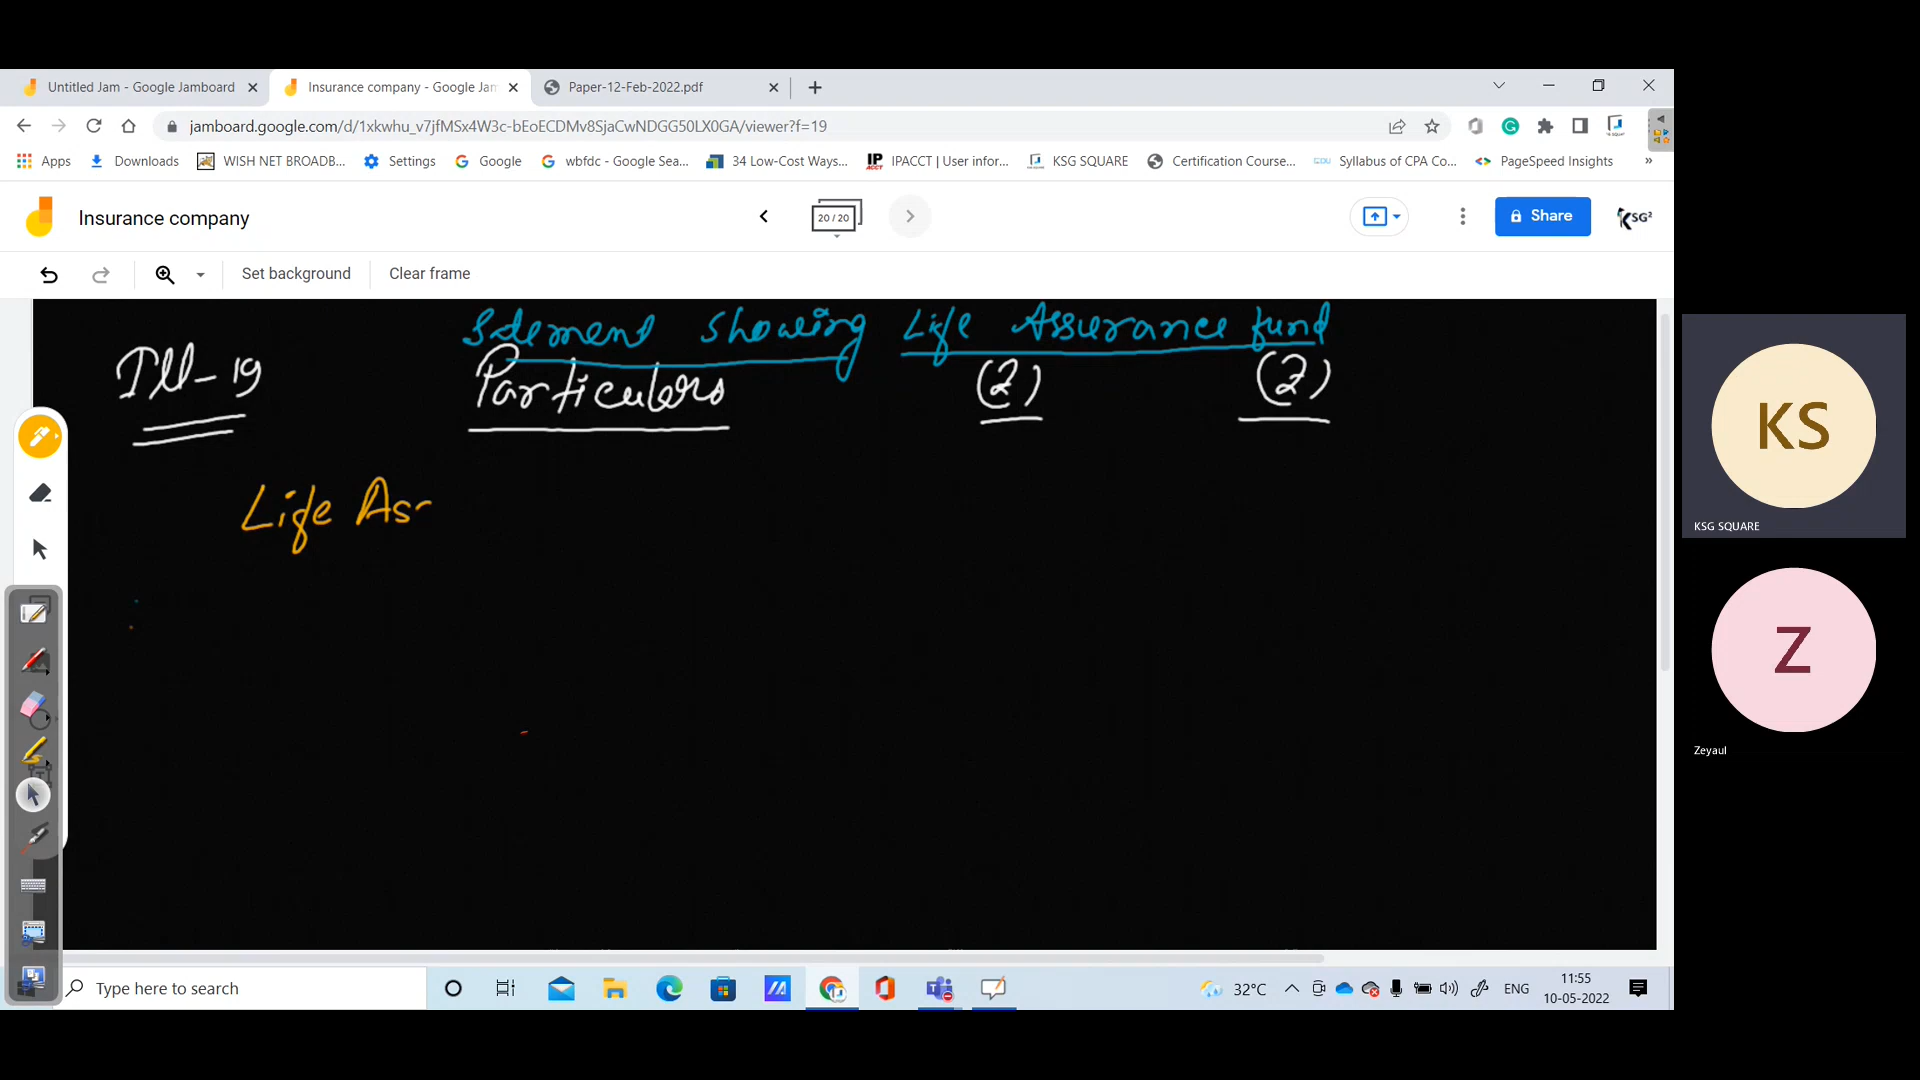 Untitled Jam - Google Jamboard
Insurance company - Google Jam
Paper-12-Feb-2022.pdf
jamboard.google.com/d/1xkwhu_v7jfMSx4W3c-bEoECDMv8SjaCwNDGG50LX0GA/viewer?f=19
Apps
Downloads
WISH NET BROADB...
Settings
Google
wbfdc - Google Sea...
34 Low-Cost Ways...
IPACCT | User infor...
KSG SQUARE
Certification Course...
Syllabus of CPA Co...
PageSpeed Insights
»
Insurance company
20 / 20
Share
KSG²
Set background
Clear frame
Stement Showing Life Assurance fund
Ill-19
Particulars (₹) (₹)
Life Ass
KS
KSG SQUARE
Z
Zeyaul
Type here to search
32°C
ENG
11:55
10-05-2022